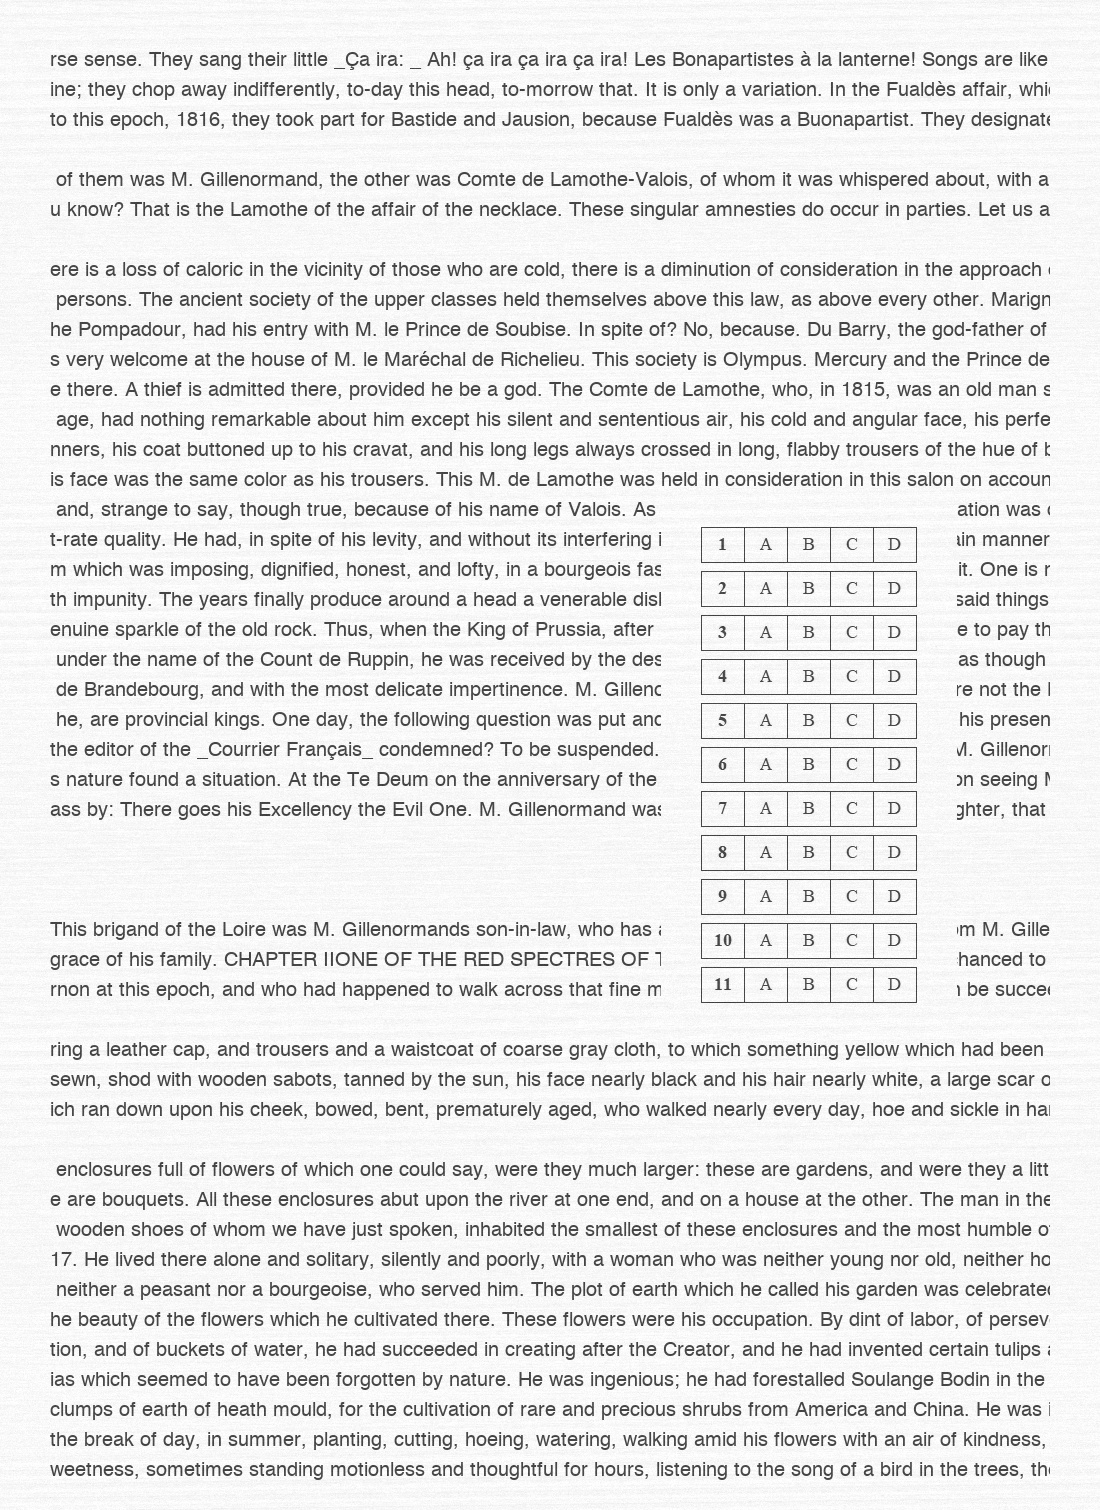 rse sense. They sang their little _Ça ira: _ Ah! ça ira ça ira ça ira! Les Bonapartistes à la lanterne! Songs are like
ine; they chop away indifferently, to-day this head, to-morrow that. It is only a variation. In the Fualdès affair, whi
to this epoch, 1816, they took part for Bastide and Jausion, because Fualdès was a Buonapartist. They designate
of them was M. Gillenormand, the other was Comte de Lamothe-Valois, of whom it was whispered about, with a
u know? That is the Lamothe of the affair of the necklace. These singular amnesties do occur in parties. Let us a
ere is a loss of caloric in the vicinity of those who are cold, there is a diminution of consideration in the approach
persons. The ancient society of the upper classes held themselves above this law, as above every other. Marign
he Pompadour, had his entry with M. le Prince de Soubise. In spite of? No, because. Du Barry, the god-father of
s very welcome at the house of M. le Maréchal de Richelieu. This society is Olympus. Mercury and the Prince de
e there. A thief is admitted there, provided he be a god. The Comte de Lamothe, who, in 1815, was an old man s
age, had nothing remarkable about him except his silent and sententious air, his cold and angular face, his perfe
nners, his coat buttoned up to his cravat, and his long legs always crossed in long, flabby trousers of the hue of b
is face was the same color as his trousers. This M. de Lamothe was held in consideration in this salon on accoun
and, strange to say, though true, because of his name of Valois. As ation was
t-rate quality. He had, in spite of his levity, and without its interfering i ain manner
m which was imposing, dignified, honest, and lofty, in a bourgeois fas it. One is
th impunity. The years finally produce around a head a venerable dis said things
enuine sparkle of the old rock. Thus, when the King of Prussia, after e to pay th
under the name of the Count de Ruppin, he was received by the des as though
de Brandebourg, and with the most delicate impertinence. M. Gilleno re not the
he, are provincial kings. One day, the following question was put and his presen
the editor of the _Courrier Français_ condemned? To be suspended. M. Gillenor
s nature found a situation. At the Te Deum on the anniversary of the on seeing M
ass by: There goes his Excellency the Evil One. M. Gillenormand was ghter, that
This brigand of the Loire was M. Gillenormands son-in-law, who has a om M. Gille
grace of his family. CHAPTER IIONE OF THE RED SPECTRES OF T hanced to
rnon at this epoch, and who had happened to walk across that fine m be succee
ring a leather cap, and trousers and a waistcoat of coarse gray cloth, to which something yellow which had been
sewn, shod with wooden sabots, tanned by the sun, his face nearly black and his hair nearly white, a large scar o
ich ran down upon his cheek, bowed, bent, prematurely aged, who walked nearly every day, hoe and sickle in ha
enclosures full of flowers of which one could say, were they much larger: these are gardens, and were they a litt
e are bouquets. All these enclosures abut upon the river at one end, and on a house at the other. The man in the
wooden shoes of whom we have just spoken, inhabited the smallest of these enclosures and the most humble o
17. He lived there alone and solitary, silently and poorly, with a woman who was neither young nor old, neither ho
neither a peasant nor a bourgeoise, who served him. The plot of earth which he called his garden was celebrated
he beauty of the flowers which he cultivated there. These flowers were his occupation. By dint of labor, of persev
tion, and of buckets of water, he had succeeded in creating after the Creator, and he had invented certain tulips a
ias which seemed to have been forgotten by nature. He was ingenious; he had forestalled Soulange Bodin in the
clumps of earth of heath mould, for the cultivation of rare and precious shrubs from America and China. He was i
the break of day, in summer, planting, cutting, hoeing, watering, walking amid his flowers with an air of kindness,
weetness, sometimes standing motionless and thoughtful for hours, listening to the song of a bird in the trees, th
1 A B C D
2 A B C D
3 A B C D
4 A B C D
5 A B C D
6 A B C D
7 A B C D
8 A B C D
9 A B C D
10 A B C D
11 A B C D